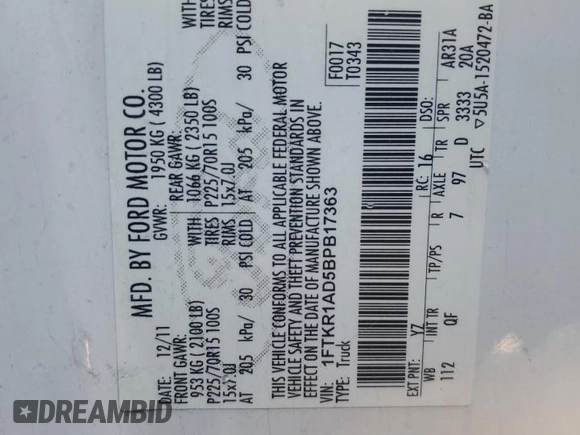 MFD. BY FORD MOTOR CO.
DATE: 12/11 GVWR: 1950 KG ( 4300 LB)
FRONT GAWR: REAR GAWR:
953 KG ( 2100 LB) WITH 1066 KG ( 2350 LB) WITH
P225/70R15 100S TIRES P225/70R15 100S TIRES
15x7.0J RIMS 15x7.0J RIMS
AT 205 kPa/ 30 PSI COLD AT 205 kPa/ 30 PSI COLD
THIS VEHICLE CONFORMS TO ALL APPLICABLE FEDERAL MOTOR
VEHICLE SAFETY AND THEFT PREVENTION STANDARDS IN
EFFECT ON THE DATE OF MANUFACTURE SHOWN ABOVE.
VIN: 1FTKR1AD5BPB17363 F0017
TYPE: Truck T0343
EXT PNT: YZ RC: 16 DSO:
WB INT TR TP/PS R AXLE TR SPR AR31A
112 QF 7 97 D 3333 20A
UTC ▽5U5A-1520472-BA
DREAMBID